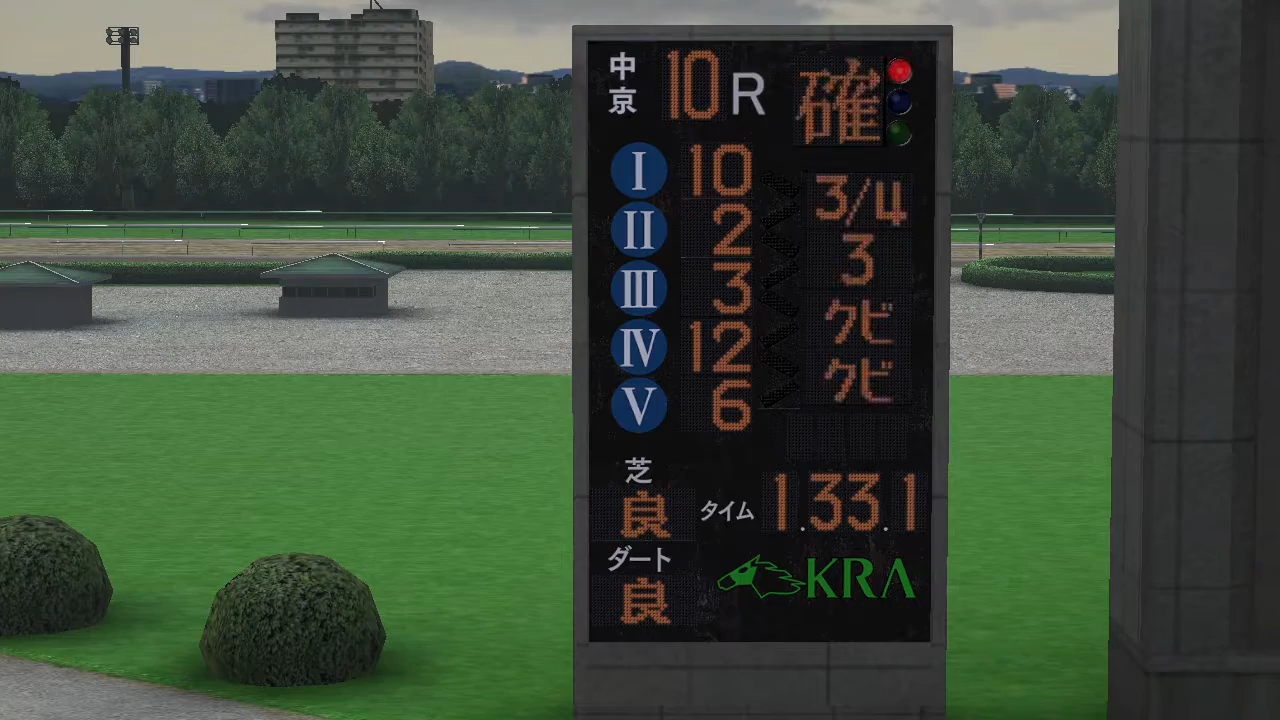 中京 10 R 確
I 10
3/4
II 2
3
III 3
クビ
IV 12
クビ
V 6
芝
良 タイム 1.33.1
ダート
良
KRA